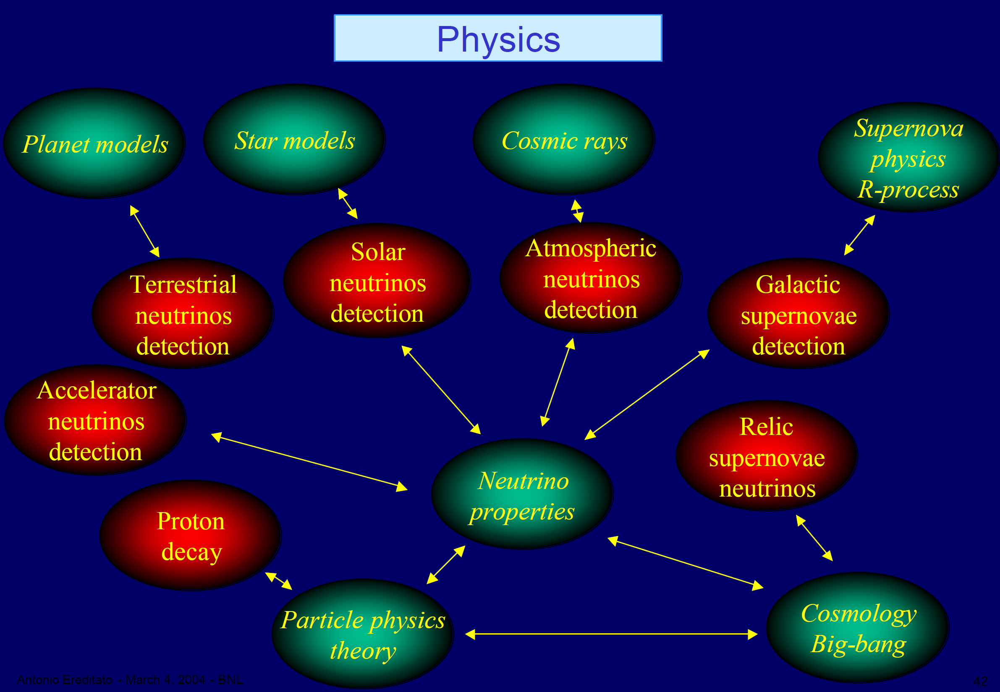 Physics
Planet models
Star models
Cosmic rays
Supernova
physics
R-process
Terrestrial
neutrinos
detection
Solar
neutrinos
detection
Atmospheric
neutrinos
detection
Galactic
supernovae
detection
Accelerator
neutrinos
detection
Relic
supernovae
neutrinos
Neutrino
properties
Proton
decay
Particle physics
theory
Cosmology
Big-bang
Antonio Ereditato - March 4, 2004 - BNL
42